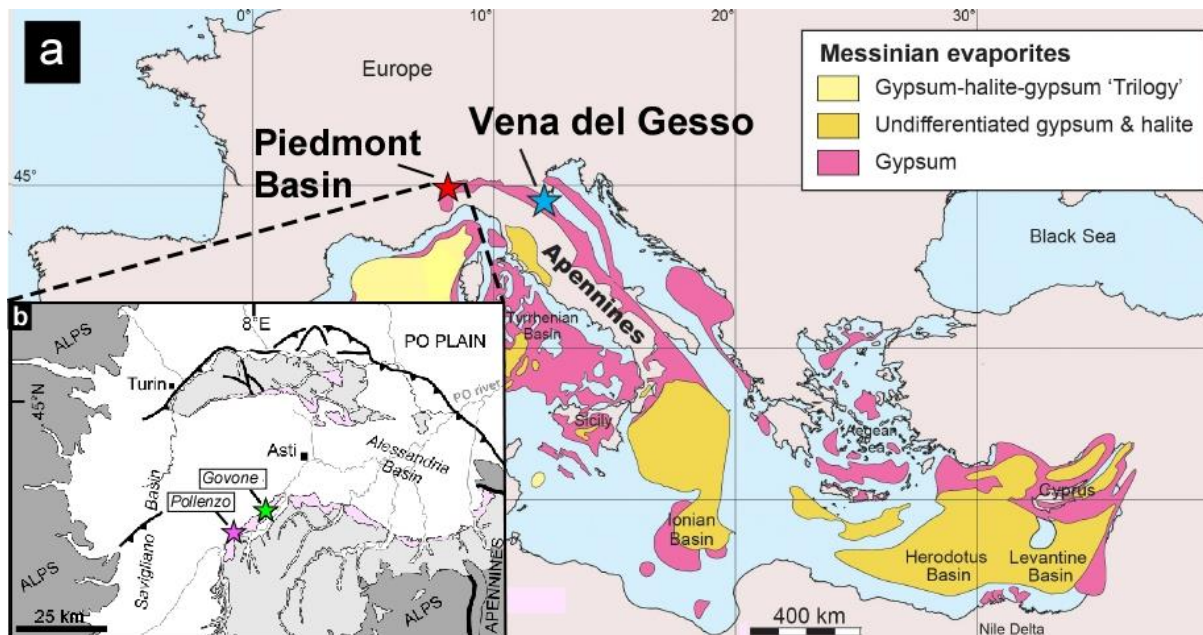 a
0°
10°
20°
30°
Europe
Messinian evaporites
Gypsum-halite-gypsum 'Trilogy'
Undifferentiated gypsum & halite
Gypsum
Vena del Gesso
Piedmont
Basin
45°
Black Sea
Apennines
Tyrrhenian
Basin
Sicily
Aegean
Sea
Cyprus
Ionian
Basin
Herodotus
Basin
Levantine
Basin
400 km
Nile Delta
b
8°E
ALPS
PO PLAIN
Turin
PO river
45°N
Asti
Alessandria
Basin
Govone
Pollenzo
Savigliano Basin
ALPS
ALPS
APENNINES
25 km